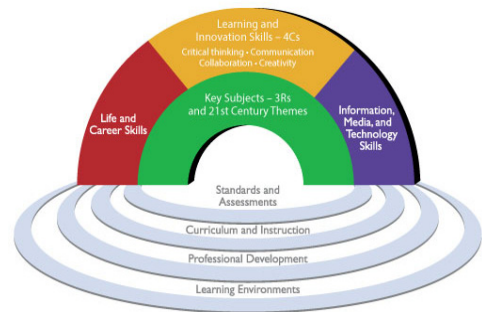 Learning and
Innovation Skills – 4Cs
Critical thinking • Communication
Collaboration • Creativity
Key Subjects – 3Rs
and 21st Century Themes
Life and
Career Skills
Information,
Media, and
Technology
Skills
Standards and
Assessments
Curriculum and Instruction
Professional Development
Learning Environments